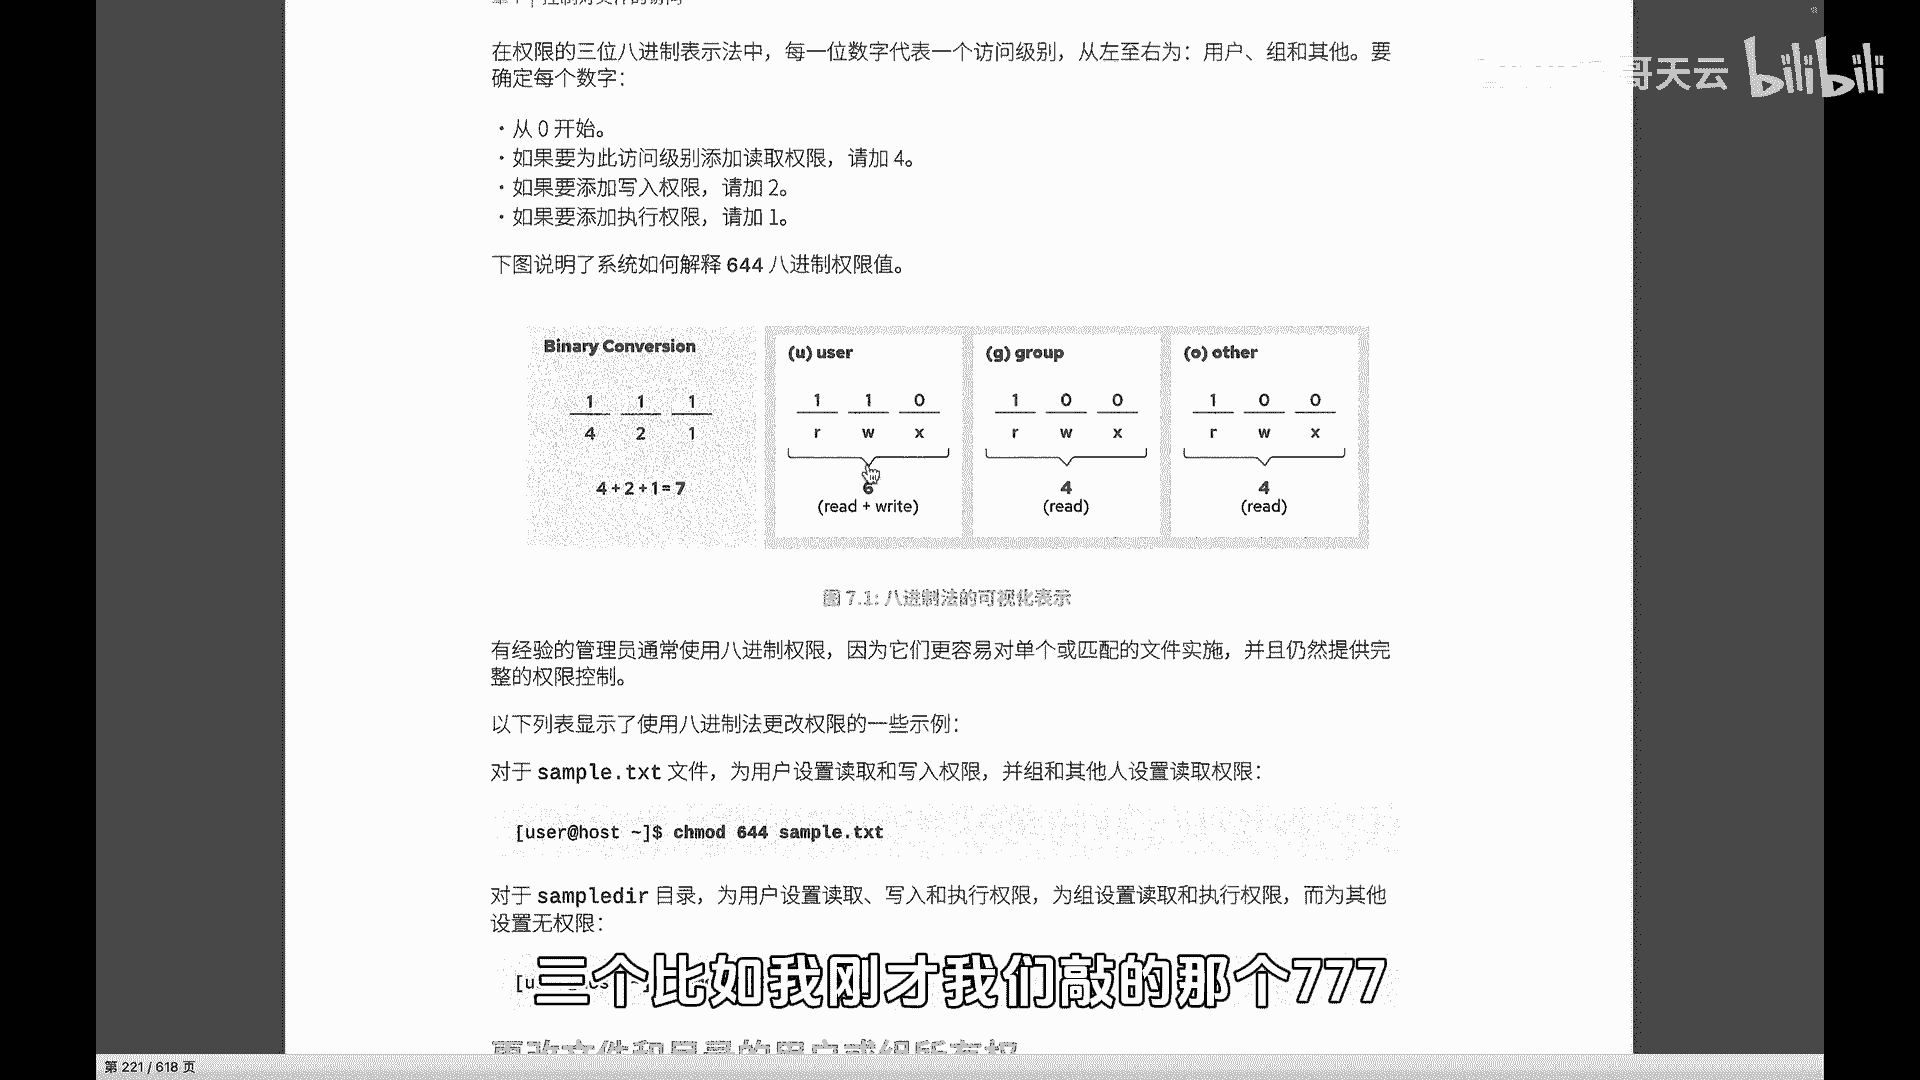 在权限的三位八进制表示法中，每一位数字代表一个访问级别，从左至右为：用户、组和其他。要
确定每个数字：
哥天云 bilibili
·从 0 开始。
·如果要为此访问级别添加读取权限，请加 4。
·如果要添加写入权限，请加 2。
·如果要添加执行权限，请加 1。
下图说明了系统如何解释 644 八进制权限值。
Binary Conversion
1 1 1
4 2 1
4 + 2 + 1 = 7
(u) user
1 1 0
r w x
6
(read + write)
(g) group
1 0 0
r w x
4
(read)
(o) other
1 0 0
r w x
4
(read)
图 7.1: 八进制法的可视化表示
有经验的管理员通常使用八进制权限，因为它们更容易对单个或匹配的文件实施，并且仍然提供完
整的权限控制。
以下列表显示了使用八进制法更改权限的一些示例：
对于 sample.txt 文件，为用户设置读取和写入权限，并组和其他人设置读取权限：
[user@host ~]$ chmod 644 sample.txt
对于 sampledir 目录，为用户设置读取、写入和执行权限，为组设置读取和执行权限，而为其他
设置无权限：
三个比如我刚才我们敲的那个777
更改文件和目录的用户或组所有权
第 221 / 618 页